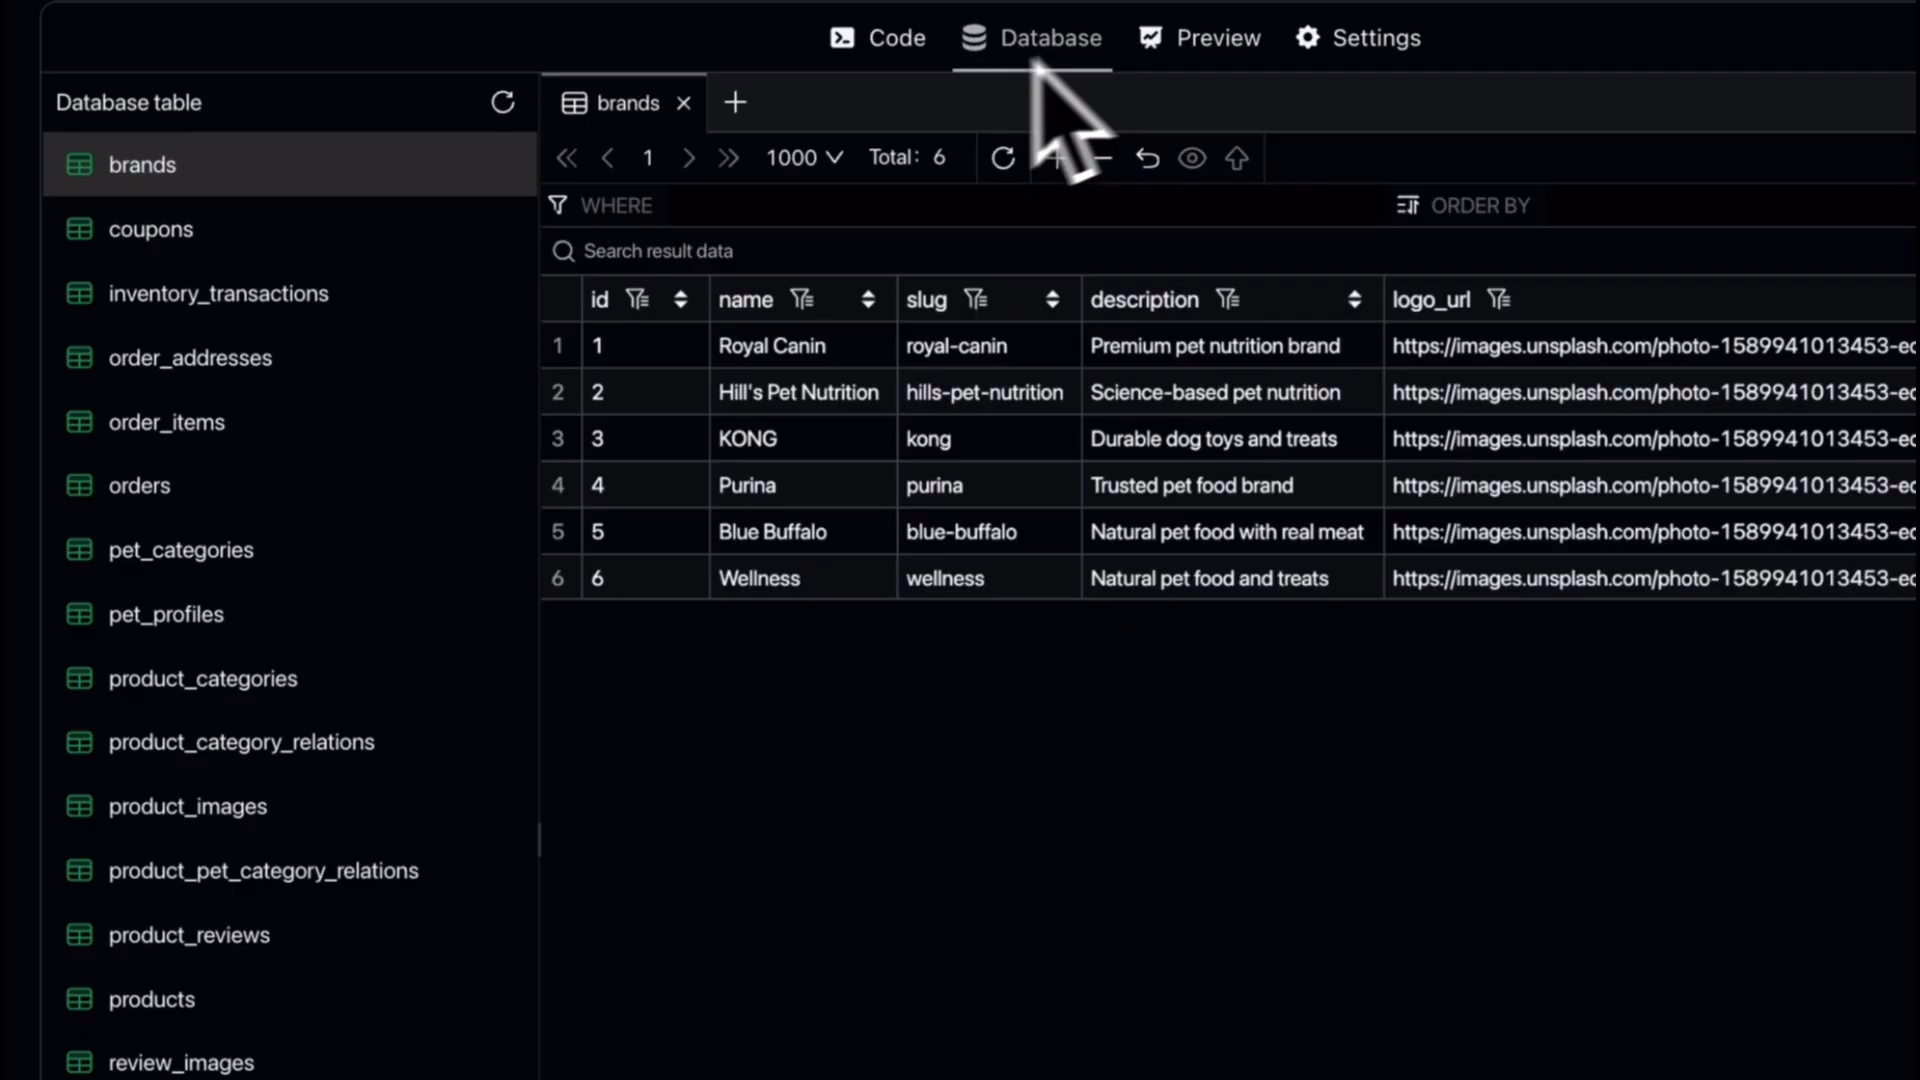 Code Database Preview Settings
Database table
brands
coupons
inventory_transactions
order_addresses
order_items
orders
pet_categories
pet_profiles
product_categories
product_category_relations
product_images
product_pet_category_relations
product_reviews
products
review_images
brands
1 1000 Total: 6
WHERE ORDER BY
Search result data
id name slug description logo_url
1 1 Royal Canin royal-canin Premium pet nutrition brand https://images.unsplash.com/photo-1589941013453-ec
2 2 Hill's Pet Nutrition hills-pet-nutrition Science-based pet nutrition https://images.unsplash.com/photo-1589941013453-ec
3 3 KONG kong Durable dog toys and treats https://images.unsplash.com/photo-1589941013453-ec
4 4 Purina purina Trusted pet food brand https://images.unsplash.com/photo-1589941013453-ec
5 5 Blue Buffalo blue-buffalo Natural pet food with real meat https://images.unsplash.com/photo-1589941013453-ec
6 6 Wellness wellness Natural pet food and treats https://images.unsplash.com/photo-1589941013453-ec